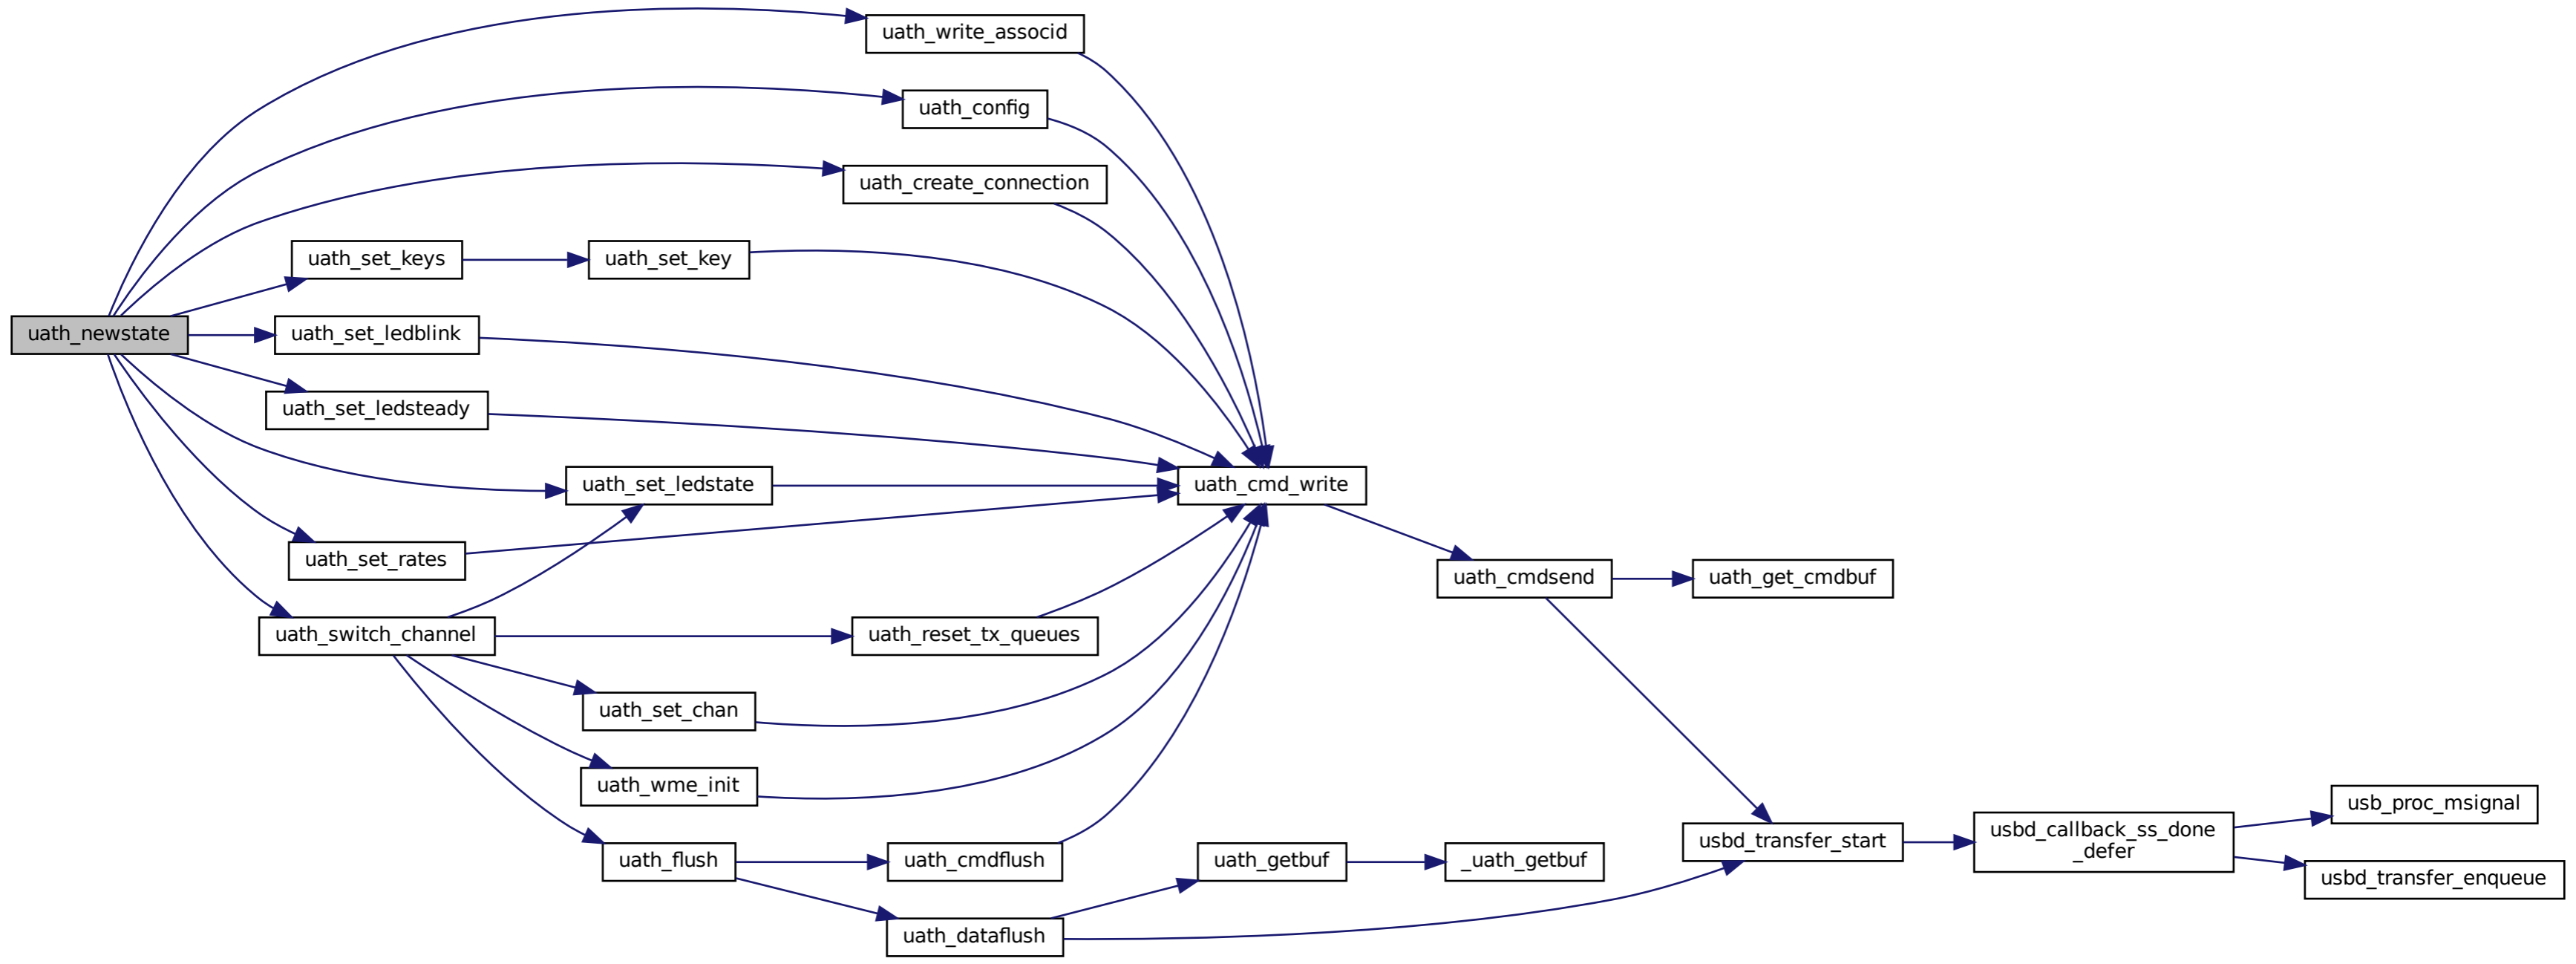 uath_newstate
uath_write_associd
uath_config
uath_create_connection
uath_set_keys
uath_set_key
uath_set_ledblink
uath_set_ledsteady
uath_set_ledstate
uath_set_rates
uath_switch_channel
uath_reset_tx_queues
uath_set_chan
uath_wme_init
uath_flush
uath_cmdflush
uath_dataflush
uath_cmd_write
uath_cmdsend
uath_get_cmdbuf
uath_getbuf
_uath_getbuf
usbd_transfer_start
usbd_callback_ss_done
_defer
usb_proc_msignal
usbd_transfer_enqueue